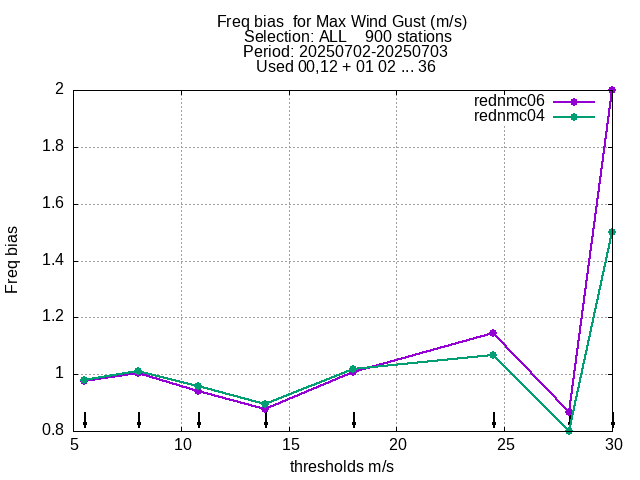 Freq bias  for Max Wind Gust (m/s)
Selection: ALL    900 stations
Period: 20250702-20250703
Used 00,12 + 01 02 ... 36
rednmc06
rednmc04
2
1.8
1.6
1.4
1.2
1
0.8
Freq bias
5 10 15 20 25 30
thresholds m/s